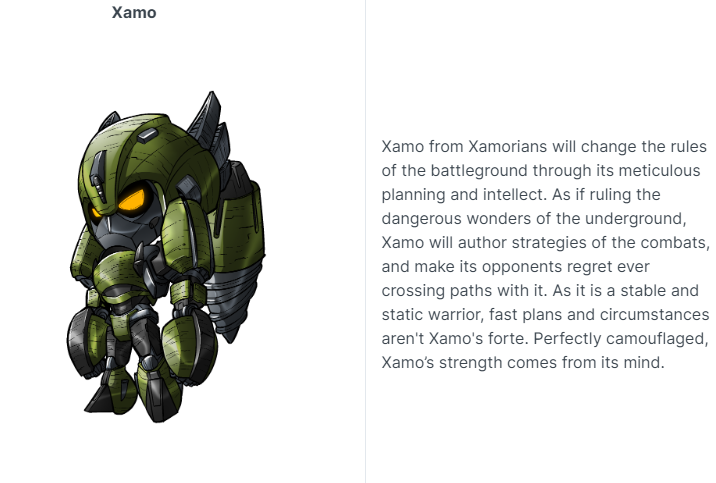 Xamo
Xamo from Xamorians will change the rules
of the battleground through its meticulous
planning and intellect. As if ruling the
dangerous wonders of the underground,
Xamo will author strategies of the combats,
and make its opponents regret ever
crossing paths with it. As it is a stable and
static warrior, fast plans and circumstances
aren't Xamo's forte. Perfectly camouflaged,
Xamo’s strength comes from its mind.